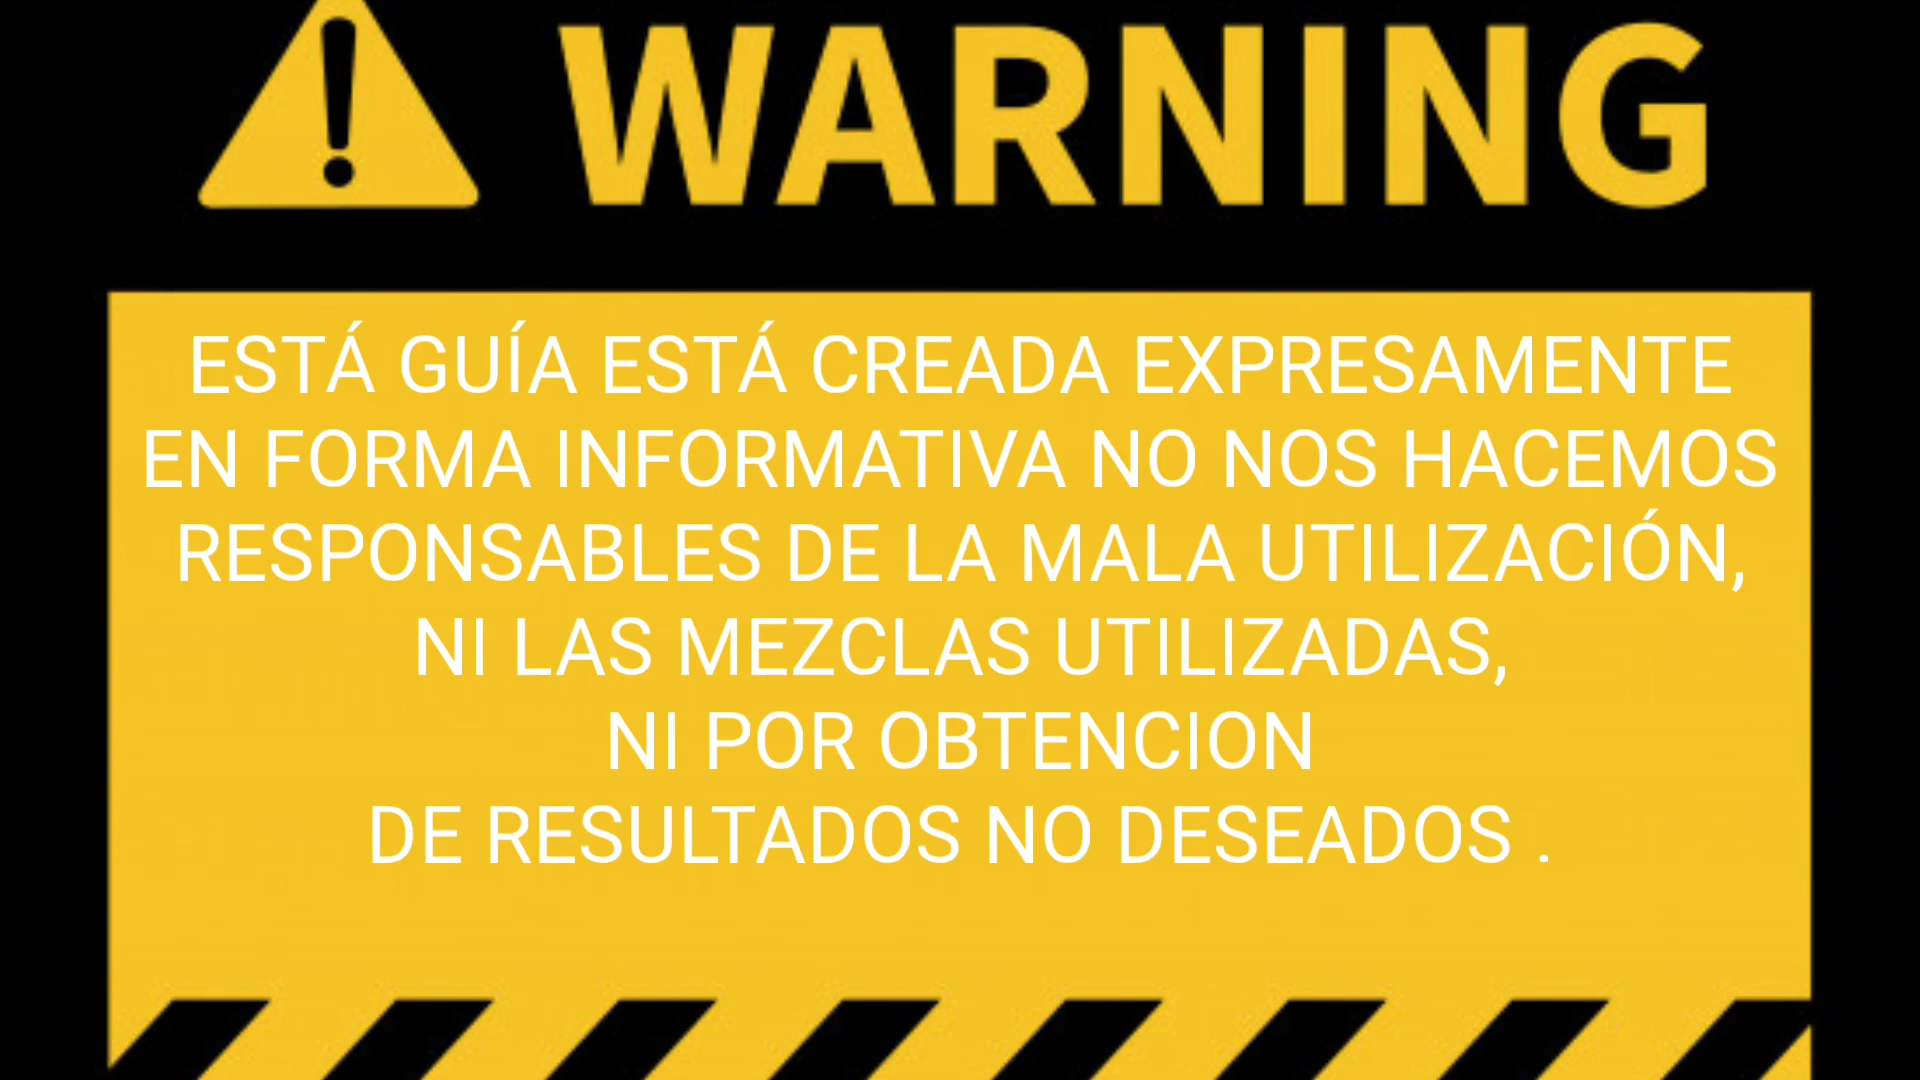 WARNING
ESTÁ GUÍA ESTÁ CREADA EXPRESAMENTE
EN FORMA INFORMATIVA NO NOS HACEMOS
RESPONSABLES DE LA MALA UTILIZACIÓN,
NI LAS MEZCLAS UTILIZADAS,
NI POR OBTENCION
DE RESULTADOS NO DESEADOS .